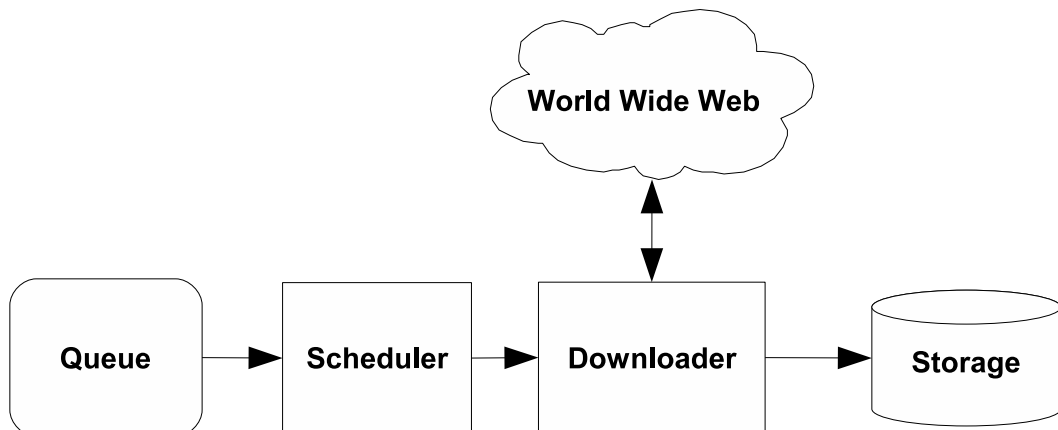 World Wide Web
Queue
Scheduler
Downloader
Storage